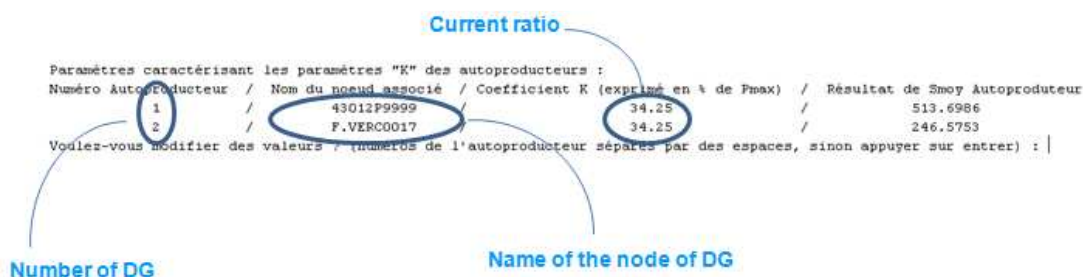 Current ratio
Paramètres caractérisant les paramètres "K" des autoproducteurs :
Numéro Autoproducteur / Nom du noeud associé / Coefficient K (exprimé en % de Pmax) / Résultat de Smoy Autoproduteur
1 / 43012P9999 / 34.25 / 513.6986
2 / F.VERC0017 / 34.25 / 246.5753
Voulez-vous modifier des valeurs ? (numéros de l'autoproducteur séparés par des espaces, sinon appuyer sur entrer) :
Name of the node of DG
Number of DG